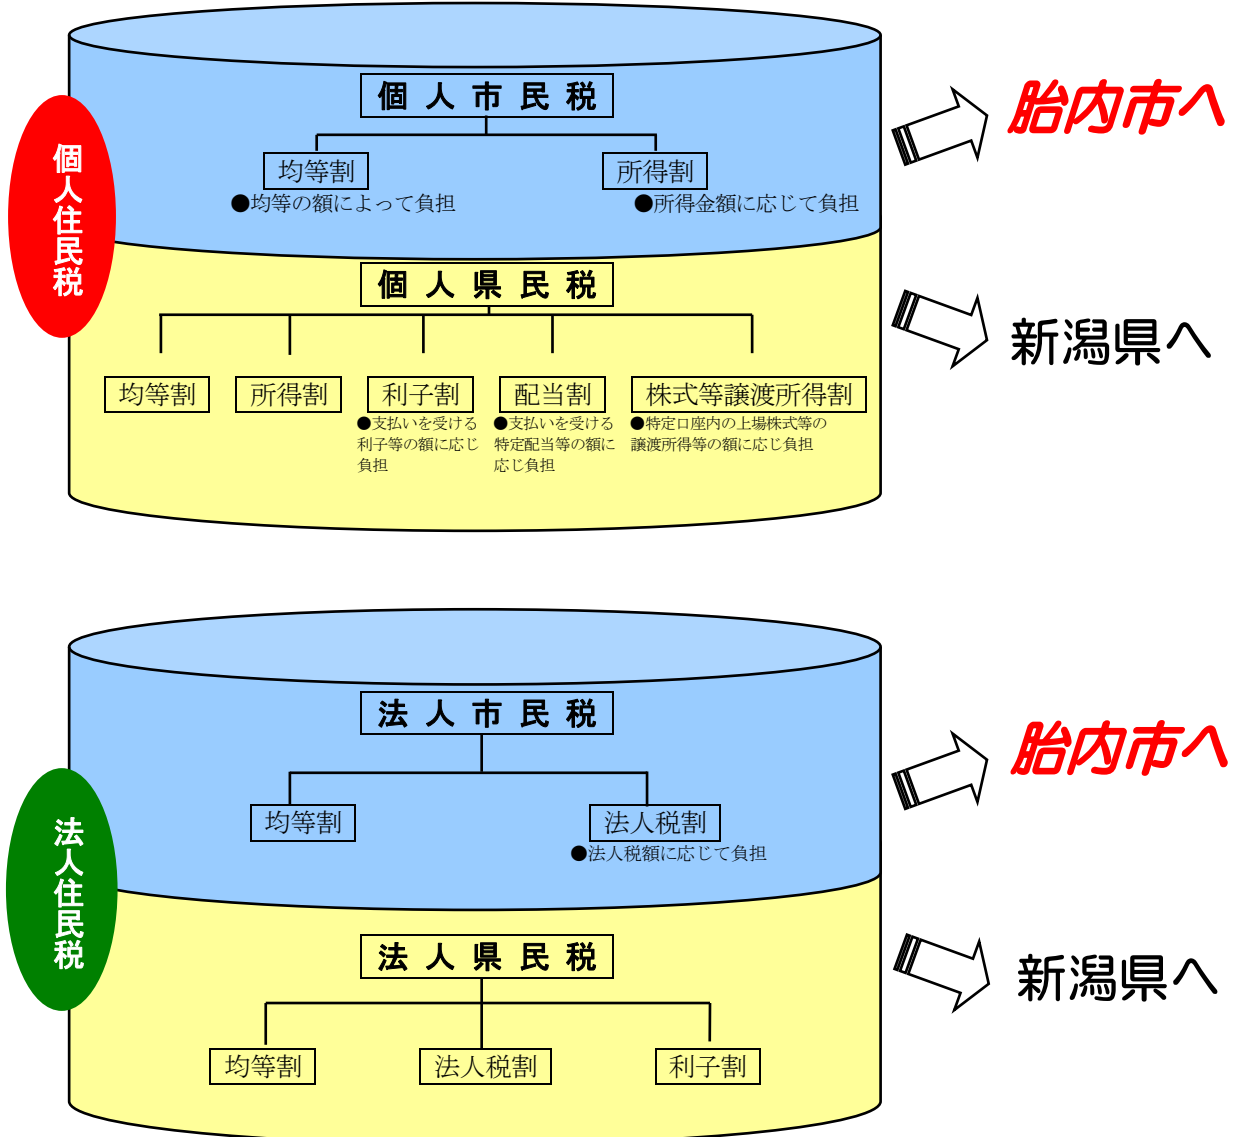 個人住民税
個人市民税
均等割
●均等の額によって負担
所得割
●所得金額に応じて負担
胎内市へ
個人県民税
均等割
所得割
利子割
●支払いを受ける
利子等の額に応じ
負担
配当割
●支払いを受ける
特定配当等の額に
応じ負担
株式等譲渡所得割
●特定口座内の上場株式等の
譲渡所得等の額に応じ負担
新潟県へ
法人住民税
法人市民税
均等割
法人税割
●法人税額に応じて負担
胎内市へ
法人県民税
均等割
法人税割
利子割
新潟県へ